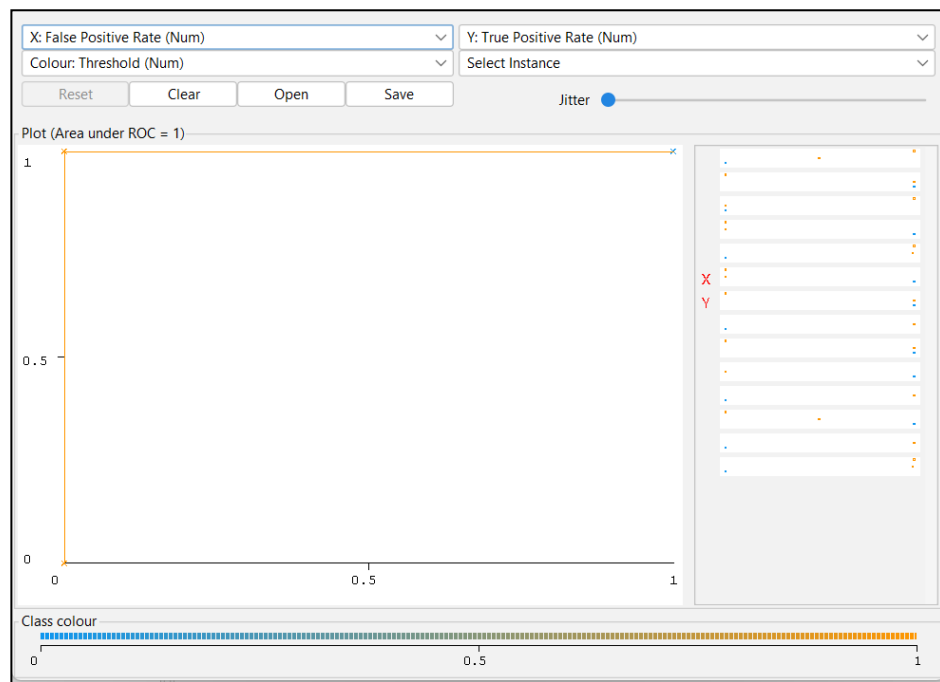 X: False Positive Rate (Num)
Y: True Positive Rate (Num)
Colour: Threshold (Num)
Select Instance
Reset
Clear
Open
Save
Jitter
Plot (Area under ROC = 1)
1
0.5
0
0
0.5
1
X
Y
Class colour
0
0.5
1